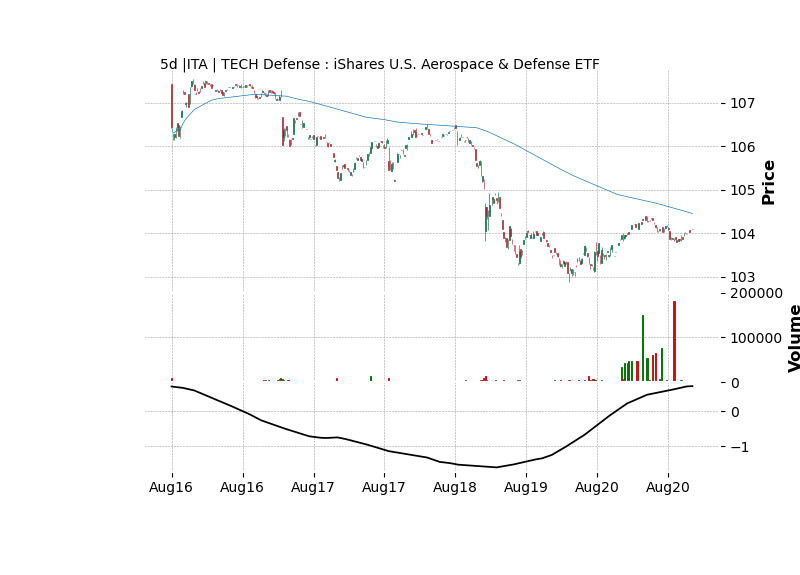 5d |ITA | TECH Defense : iShares U.S. Aerospace & Defense ETF
107
106
105
104
103
Price
200000
100000
0
Volume
0
−1
Aug16 Aug16 Aug17 Aug17 Aug18 Aug19 Aug20 Aug20